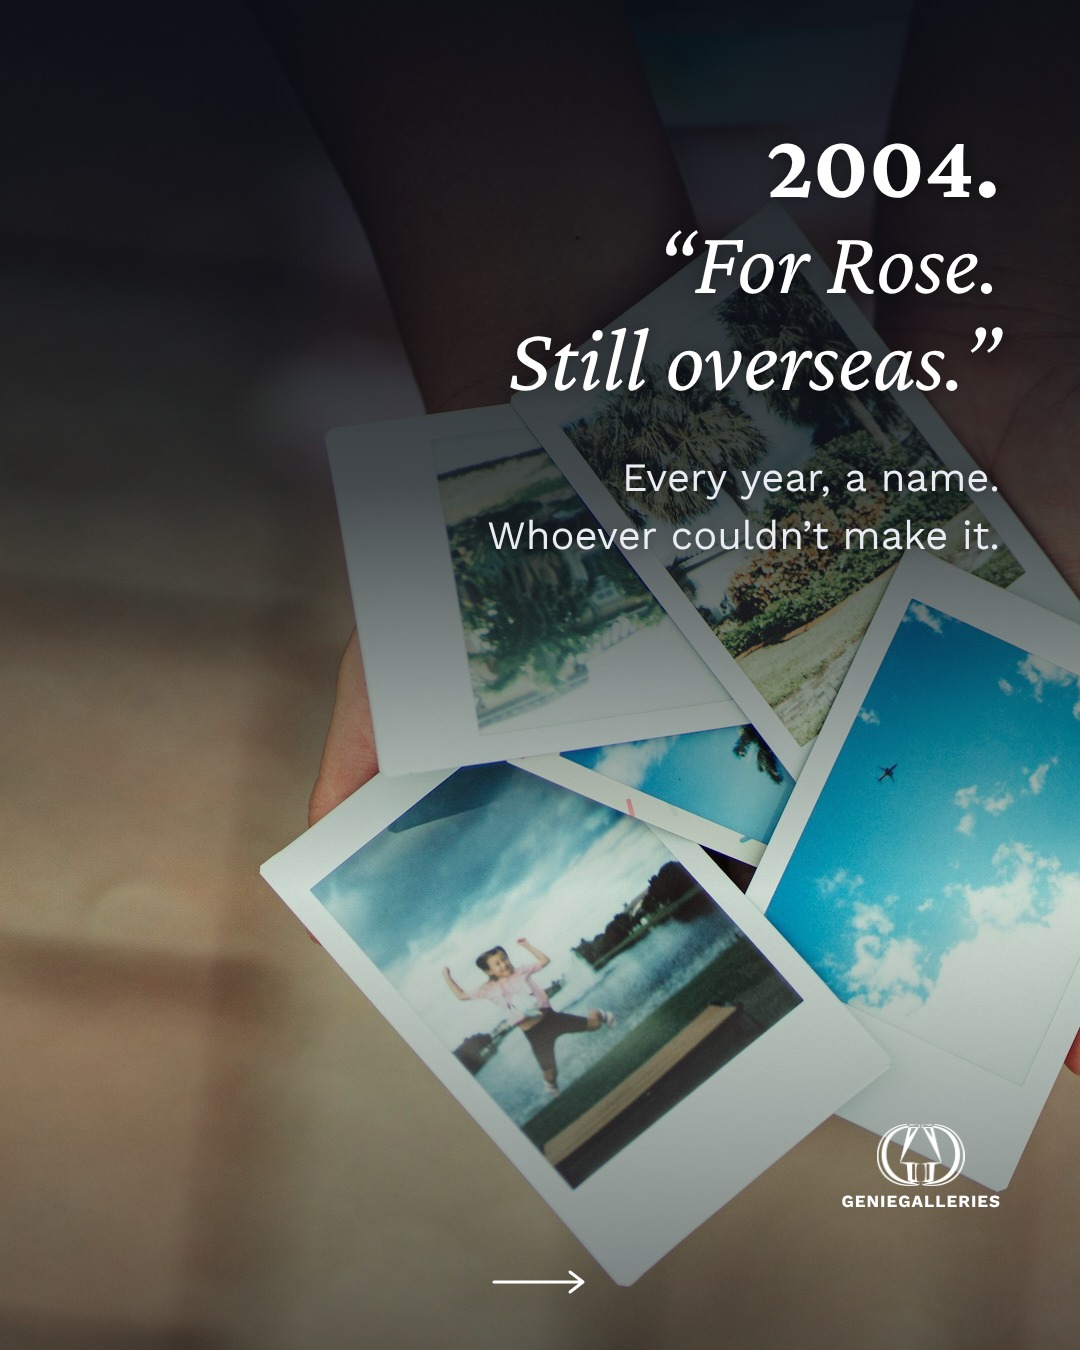 2004.
“For Rose.
Still overseas.”
Every year, a name.
Whoever couldn’t make it.
GENIEGALLERIES